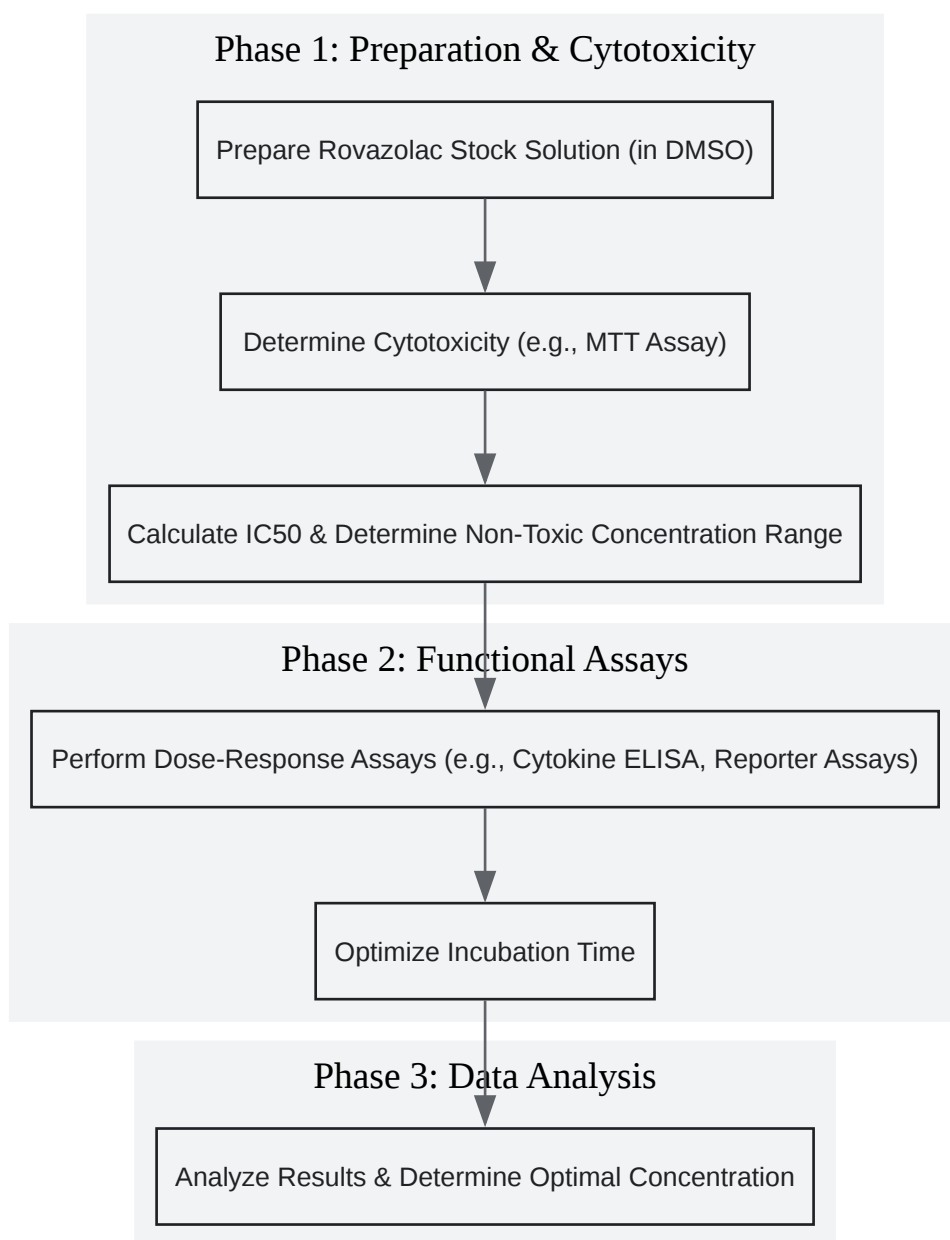 Phase 1: Preparation & Cytotoxicity
Prepare Rovazolac Stock Solution (in DMSO)
Determine Cytotoxicity (e.g., MTT Assay)
Calculate IC50 & Determine Non-Toxic Concentration Range
Phase 2: Functional Assays
Perform Dose-Response Assays (e.g., Cytokine ELISA, Reporter Assays)
Optimize Incubation Time
Phase 3: Data Analysis
Analyze Results & Determine Optimal Concentration